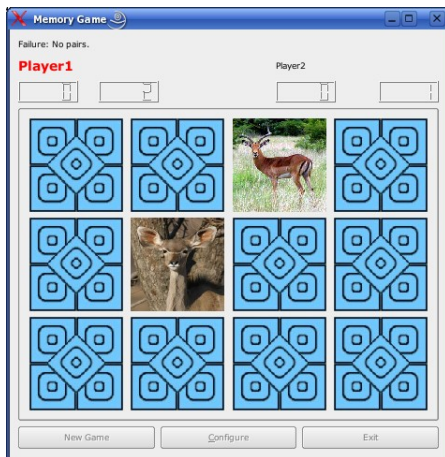 Memory Game
Failure: No pairs.
Player1
Player2
0 2 0 1
New Game Configure Exit